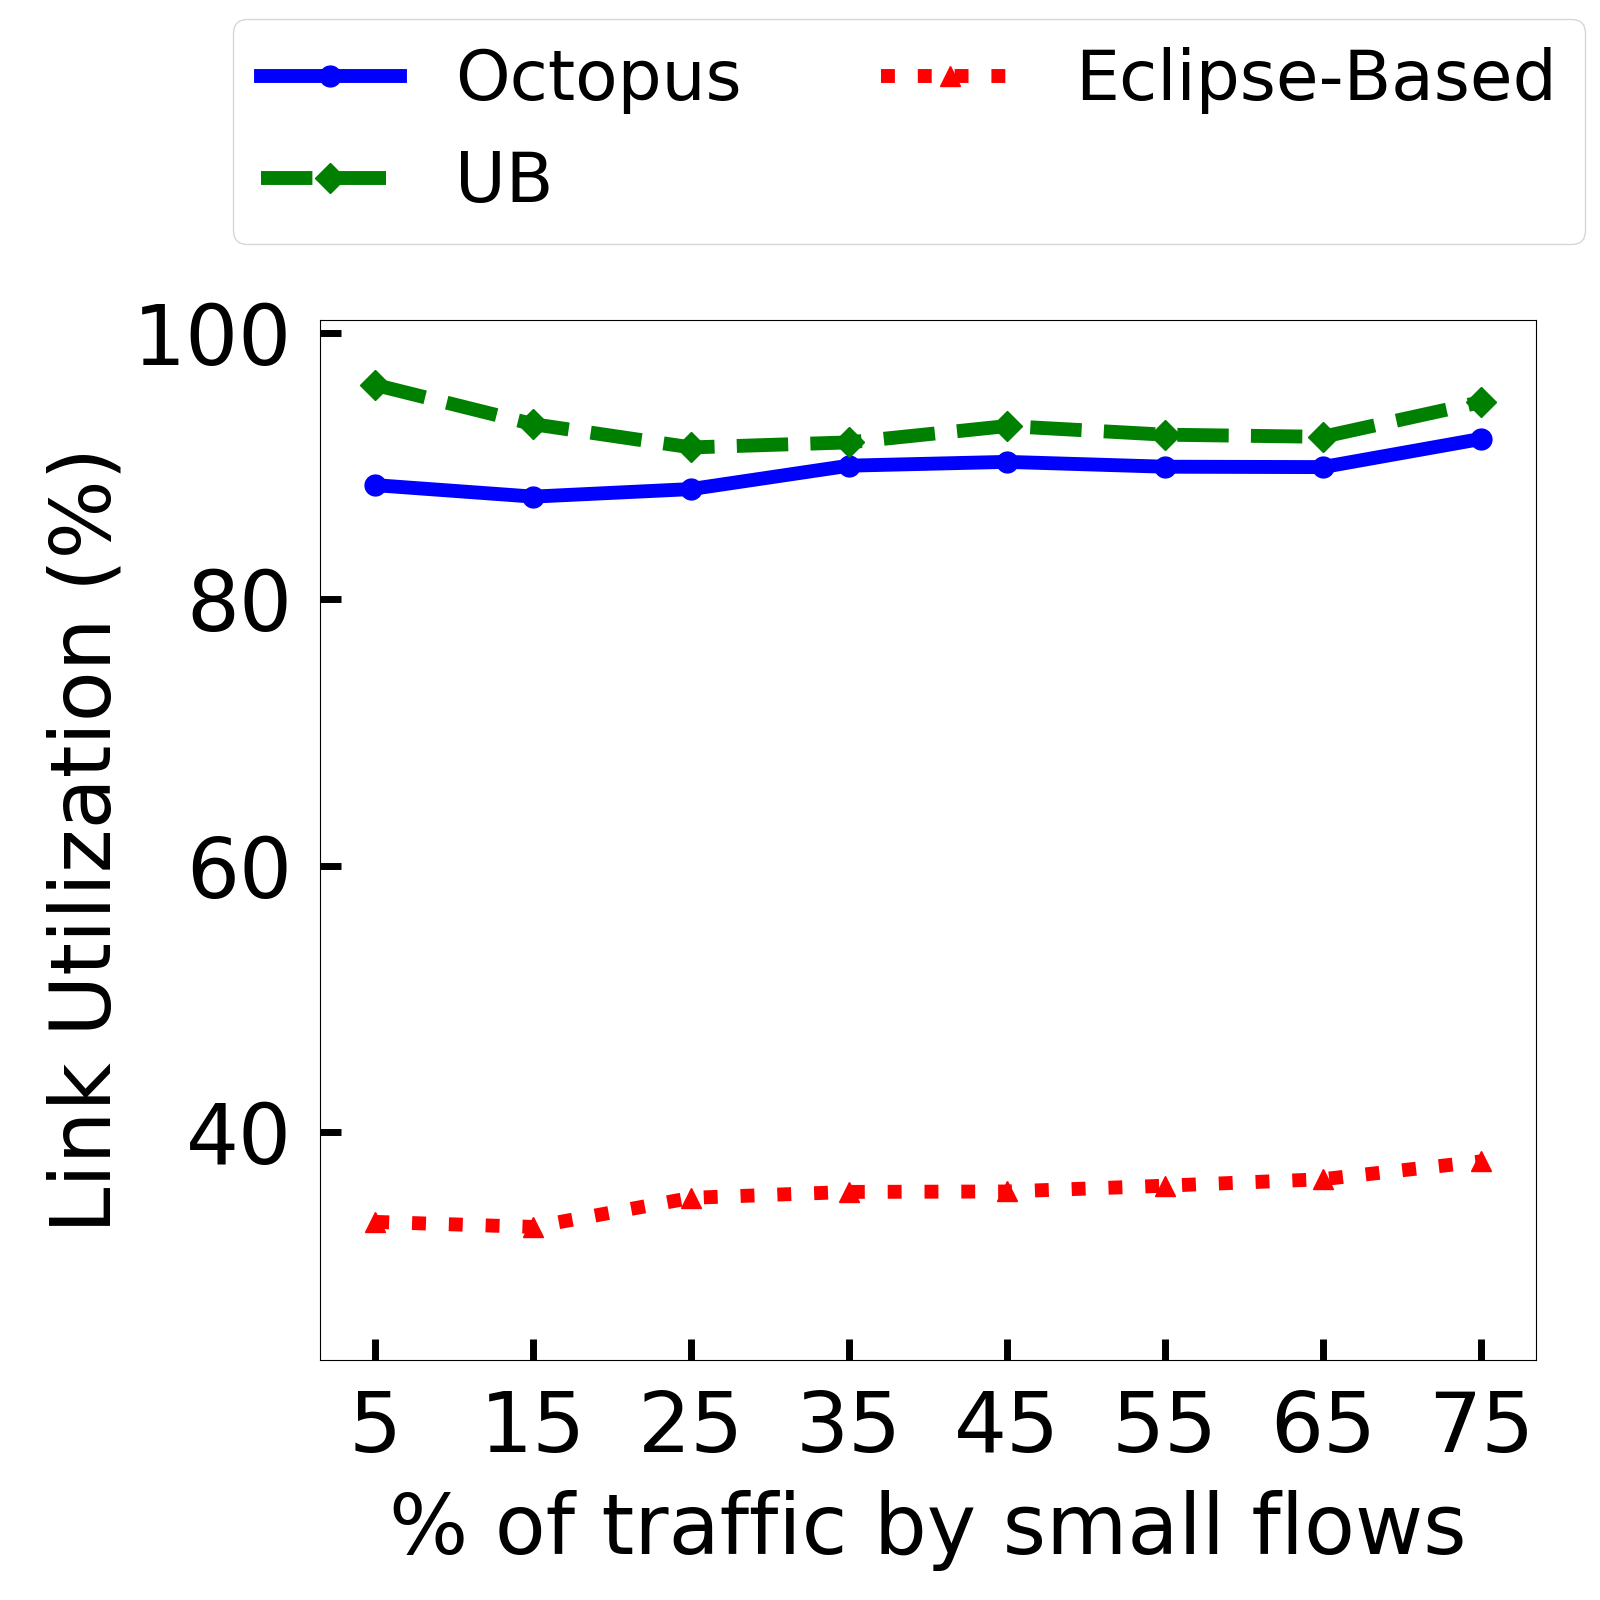 Octopus
Eclipse-Based
UB
100
80
60
40
Link Utilization (%)
5 15 25 35 45 55 65 75
% of traffic by small flows